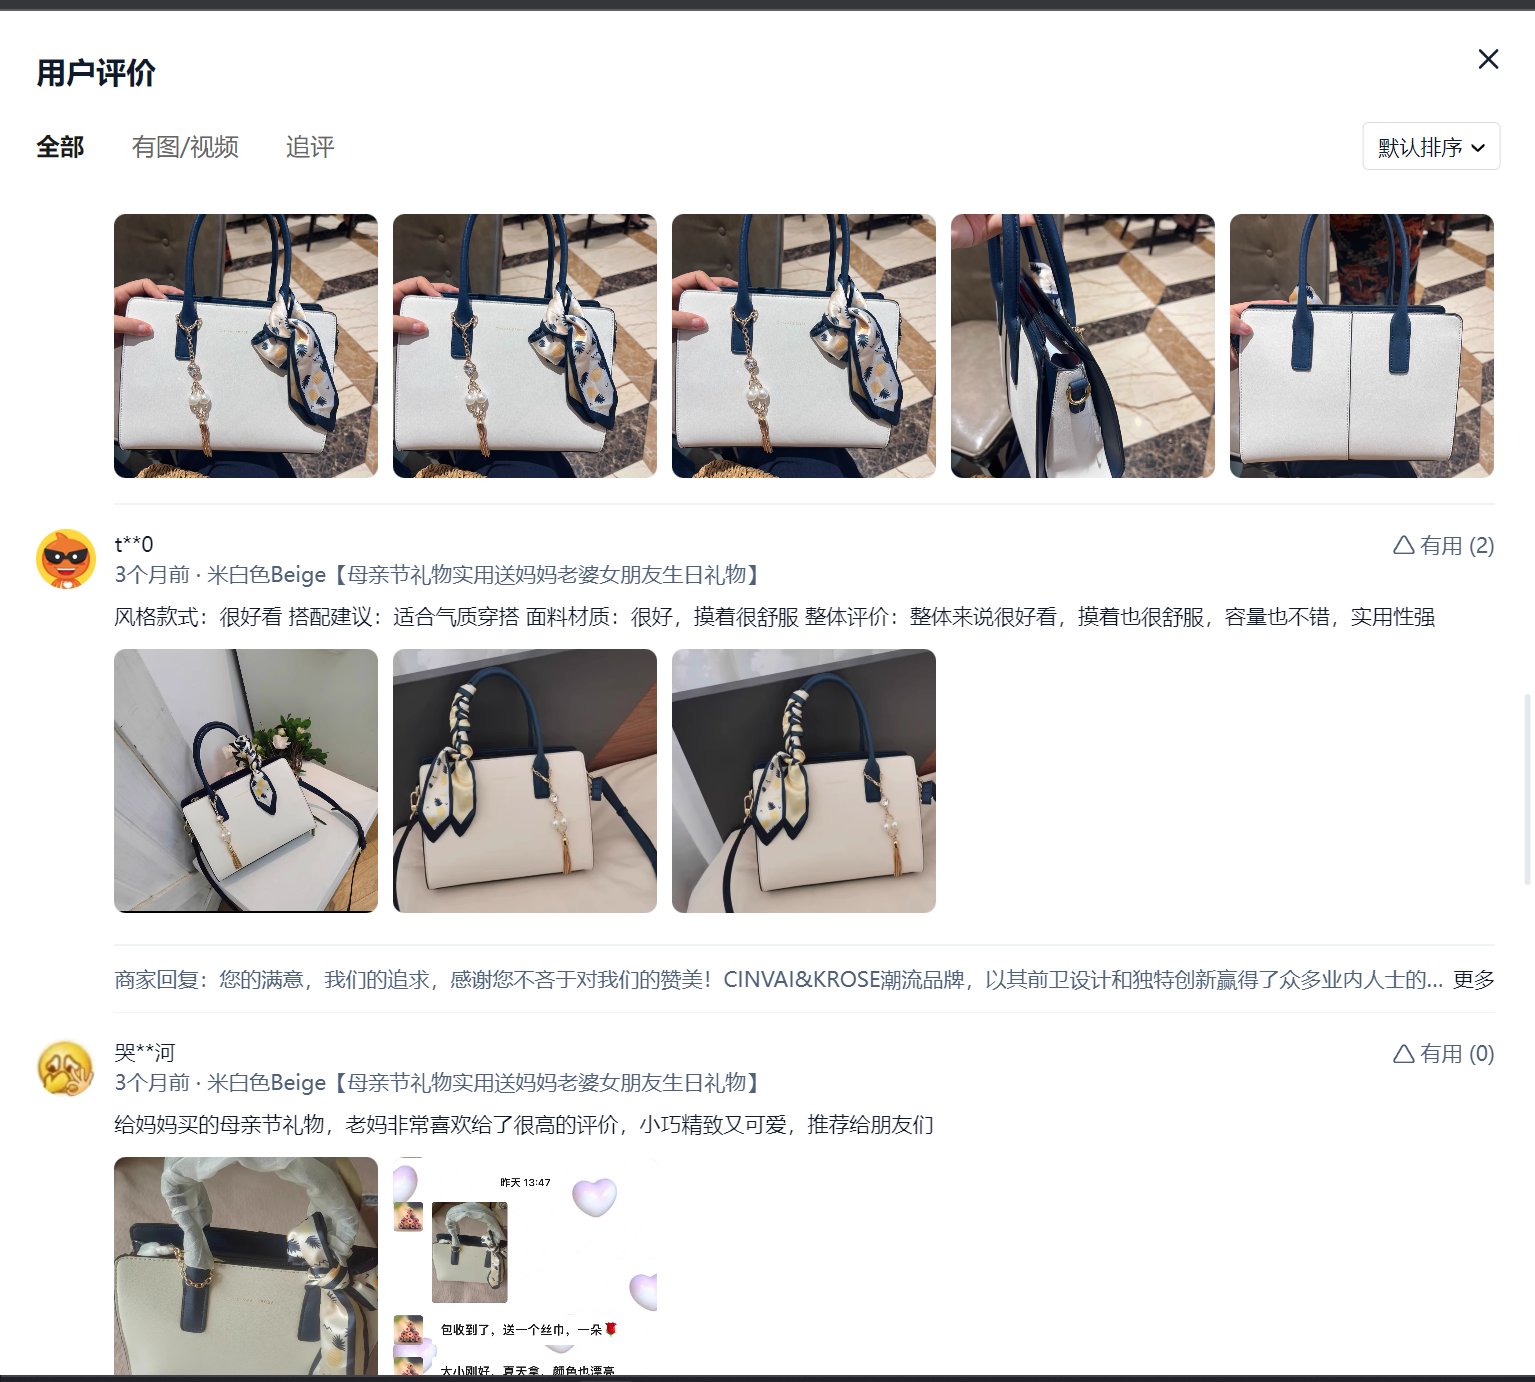 用户评价
全部 有图/视频 追评 默认排序
t**0 有用 (2)
3个月前 · 米白色Beige【母亲节礼物实用送妈妈老婆女朋友生日礼物】
风格款式：很好看 搭配建议：适合气质穿搭 面料材质：很好，摸着很舒服 整体评价：整体来说很好看，摸着也很舒服，容量也不错，实用性强
商家回复：您的满意，我们的追求，感谢您不吝于对我们的赞美！CINVAI&KROSE潮流品牌，以其前卫设计和独特创新赢得了众多业内人士的... 更多
哭**河 有用 (0)
3个月前 · 米白色Beige【母亲节礼物实用送妈妈老婆女朋友生日礼物】
给妈妈买的母亲节礼物，老妈非常喜欢给了很高的评价，小巧精致又可爱，推荐给朋友们
昨天 13:47
包收到了，送一个丝巾，一朵🌹
大小刚好，夏天拿，颜色也漂亮